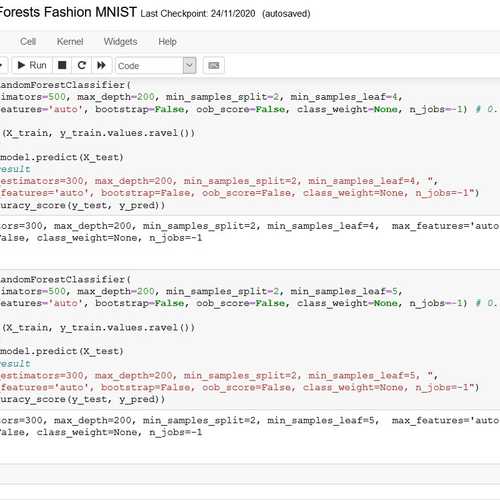 Forests Fashion MNIST Last Checkpoint: 24/11/2020 (autosaved)
Cell Kernel Widgets Help
Run Code
andomForestClassifier(
imators=500, max_depth=200, min_samples_split=2, min_samples_leaf=4,
eatures='auto', bootstrap=False, oob_score=False, class_weight=None, n_jobs=-1) # 0.
(X_train, y_train.values.ravel())
model.predict(X_test)
esult
estimators=300, max_depth=200, min_samples_split=2, min_samples_leaf=4, ",
features='auto', bootstrap=False, oob_score=False, class_weight=None, n_jobs=-1")
uracy_score(y_test, y_pred))
ors=300, max_depth=200, min_samples_split=2, min_samples_leaf=4, max_features='auto
alse, class_weight=None, n_jobs=-1
andomForestClassifier(
imators=500, max_depth=200, min_samples_split=2, min_samples_leaf=5,
eatures='auto', bootstrap=False, oob_score=False, class_weight=None, n_jobs=-1) # 0.
(X_train, y_train.values.ravel())
model.predict(X_test)
esult
estimators=300, max_depth=200, min_samples_split=2, min_samples_leaf=5, ",
features='auto', bootstrap=False, oob_score=False, class_weight=None, n_jobs=-1")
uracy_score(y_test, y_pred))
ors=300, max_depth=200, min_samples_split=2, min_samples_leaf=5, max_features='auto
alse, class_weight=None, n_jobs=-1